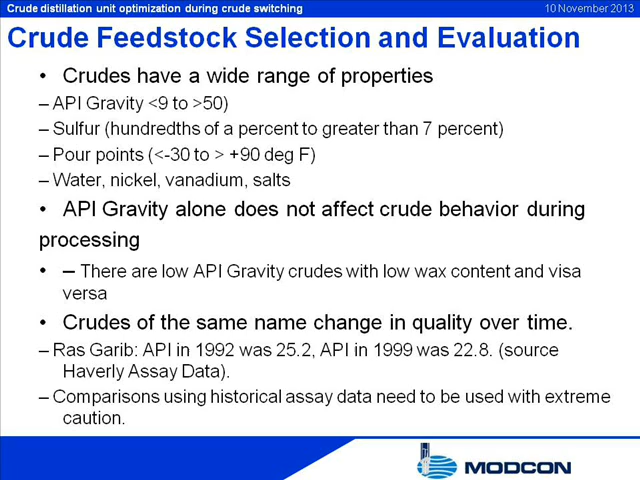 Crude distillation unit optimization during crude switching
10 November 2013
Crude Feedstock Selection and Evaluation
• Crudes have a wide range of properties
– API Gravity <9 to >50)
– Sulfur (hundredths of a percent to greater than 7 percent)
– Pour points (<-30 to > +90 deg F)
– Water, nickel, vanadium, salts
• API Gravity alone does not affect crude behavior during
processing
• – There are low API Gravity crudes with low wax content and visa
versa
• Crudes of the same name change in quality over time.
– Ras Garib: API in 1992 was 25.2, API in 1999 was 22.8. (source
Haverly Assay Data).
– Comparisons using historical assay data need to be used with extreme
caution.
MODCON